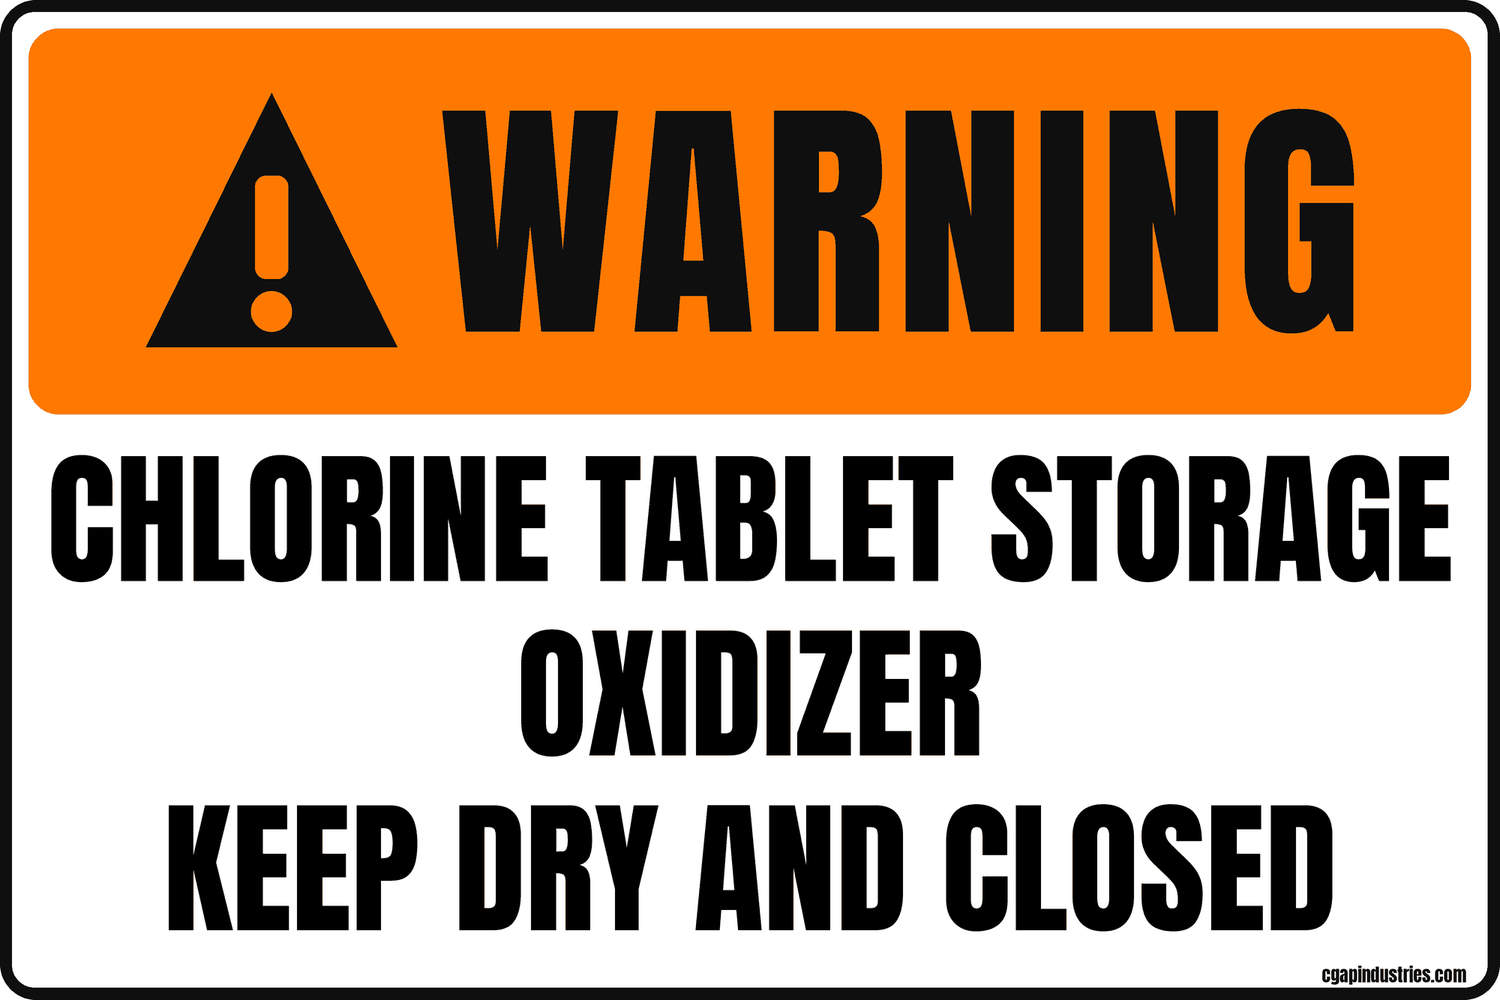 WARNING
CHLORINE TABLET STORAGE
OXIDIZER
KEEP DRY AND CLOSED
cgapindustries.com